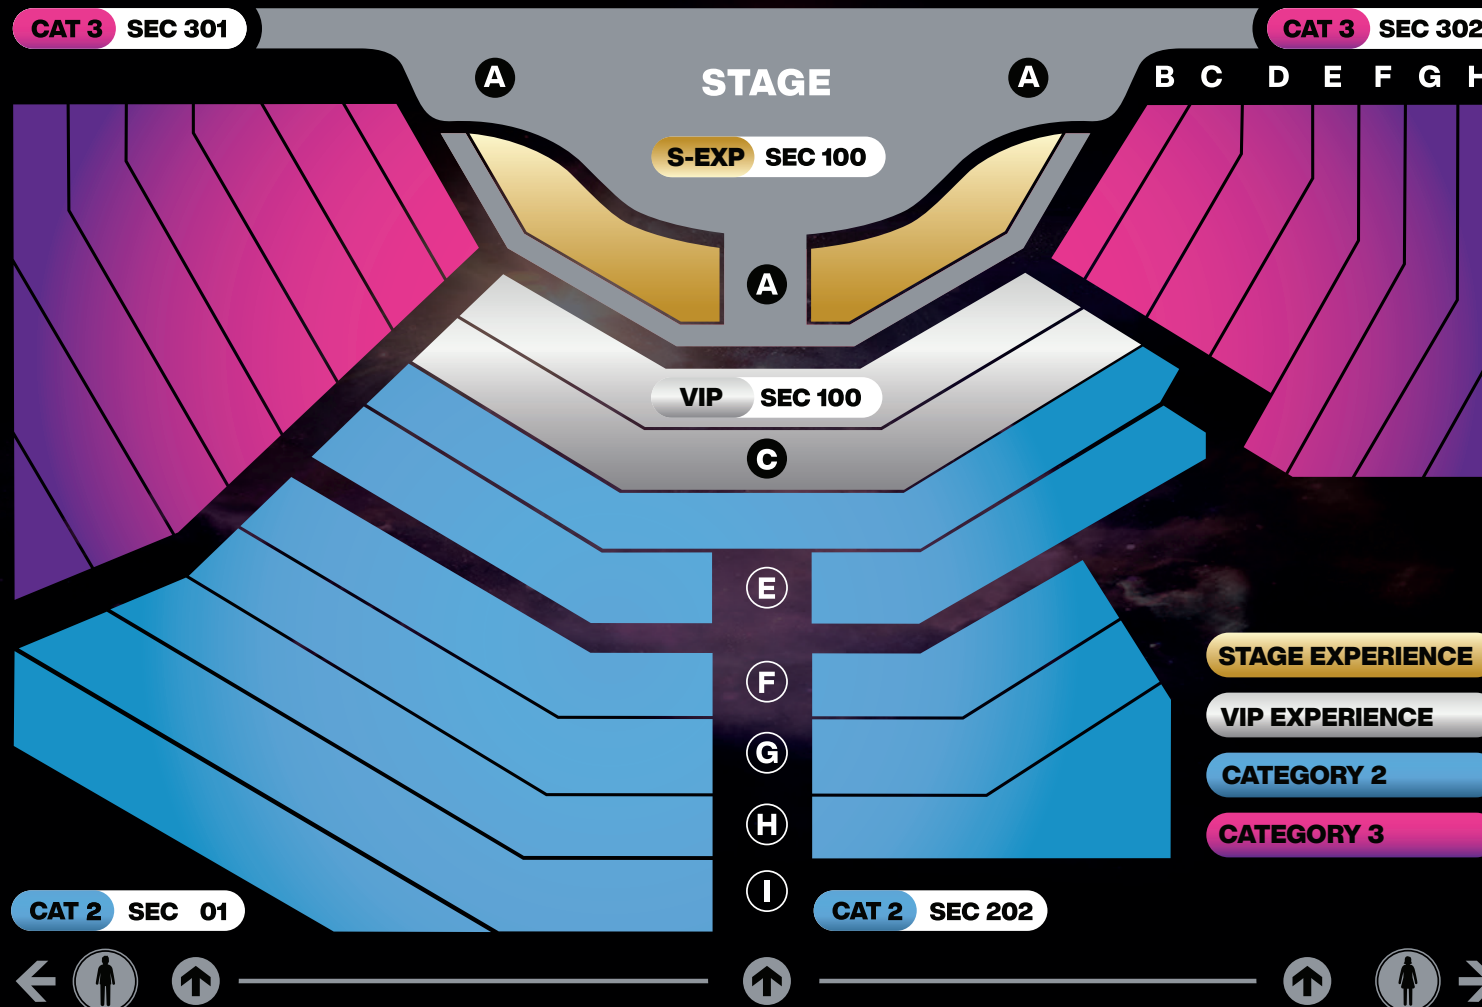 CAT 3 SEC 301
CAT 3 SEC 302
A
STAGE
A
B C D E F G H
S-EXP SEC 100
A
VIP SEC 100
C
E
F
G
H
I
STAGE EXPERIENCE
VIP EXPERIENCE
CATEGORY 2
CATEGORY 3
CAT 2 SEC 01
CAT 2 SEC 202